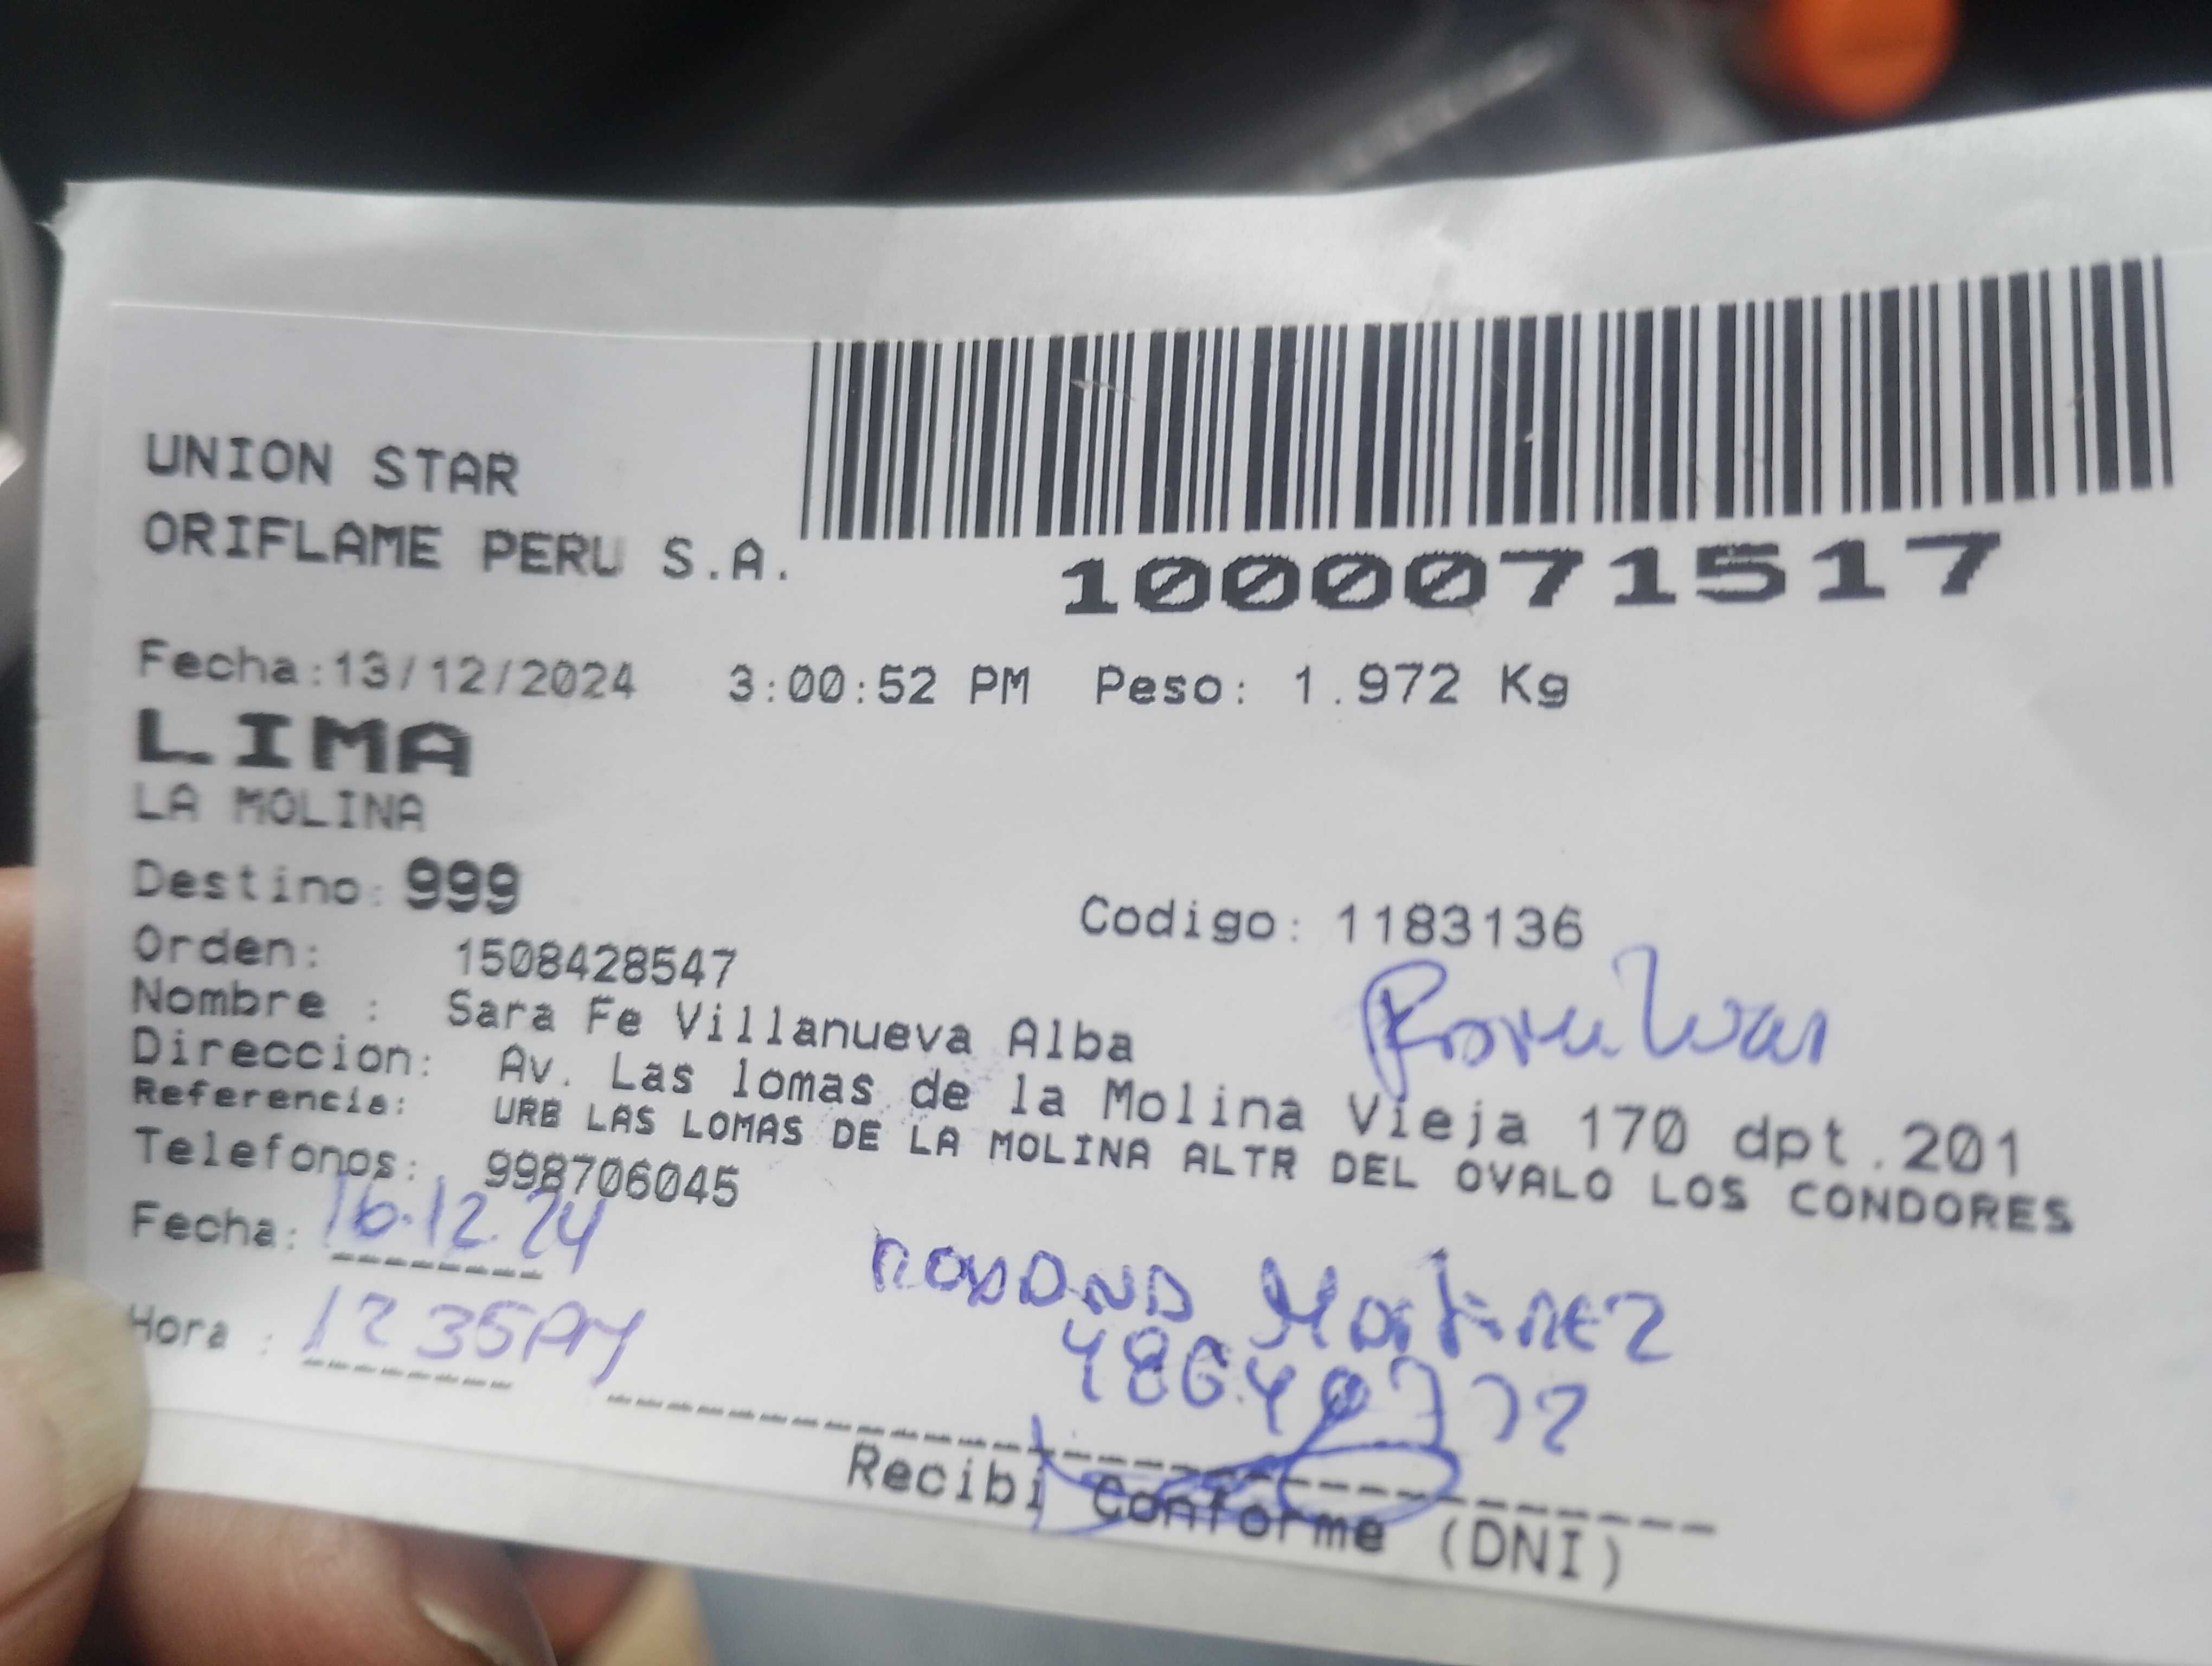 UNION STAR
ORIFLAME PERU S.A.
1000071517
Fecha:13/12/2024 3:00:52 PM Peso: 1.972 Kg
LIMA
LA MOLINA
Destino: 999
Codigo: 1183136
Orden: 1508428547
Nombre : Sara Fe Villanueva Alba
Direccion: Av. Las lomas de la Molina Vieja 170 dpt.201
Referencia: URB LAS LOMAS DE LA MOLINA ALTR DEL OVALO LOS CONDORES
Telefonos: 998706045
Fecha: 16.12.24
Hora : 12 35PM
Martinez
Recibi Conforme (DNI)